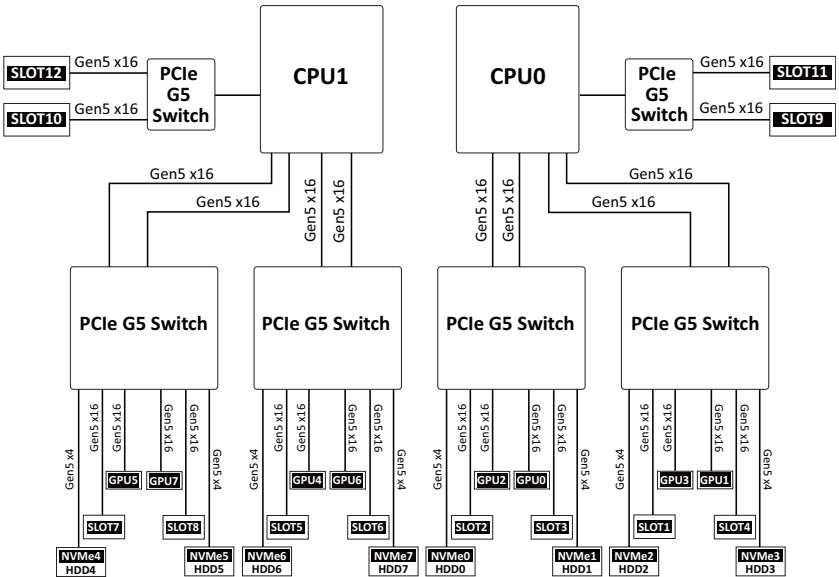 CPU1
CPU0
SLOT12
Gen5 x16
PCIe
G5
Switch
SLOT10
Gen5 x16
PCIe
G5
Switch
Gen5 x16
SLOT11
Gen5 x16
SLOT9
Gen5 x16
Gen5 x16
Gen5 x16
Gen5 x16
Gen5 x16
Gen5 x16
Gen5 x16
Gen5 x16
PCIe G5 Switch
PCIe G5 Switch
PCIe G5 Switch
PCIe G5 Switch
Gen5 x4
Gen5 x16
Gen5 x16
Gen5 x16
Gen5 x16
Gen5 x4
Gen5 x4
Gen5 x16
Gen5 x16
Gen5 x16
Gen5 x16
Gen5 x4
Gen5 x4
Gen5 x16
Gen5 x16
Gen5 x16
Gen5 x16
Gen5 x4
Gen5 x4
Gen5 x16
Gen5 x16
Gen5 x16
Gen5 x16
Gen5 x4
GPU5
GPU7
GPU4
GPU6
GPU2
GPU0
GPU3
GPU1
SLOT7
SLOT8
SLOT5
SLOT6
SLOT2
SLOT3
SLOT1
SLOT4
NVMe4
HDD4
NVMe5
HDD5
NVMe6
HDD6
NVMe7
HDD7
NVMe0
HDD0
NVMe1
HDD1
NVMe2
HDD2
NVMe3
HDD3